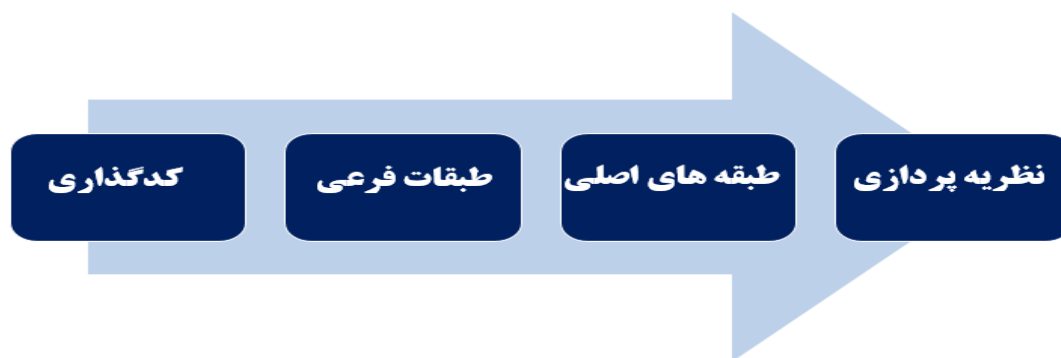 کدگذاری
طبقات فرعی
طبقه های اصلی
نظریه پردازی